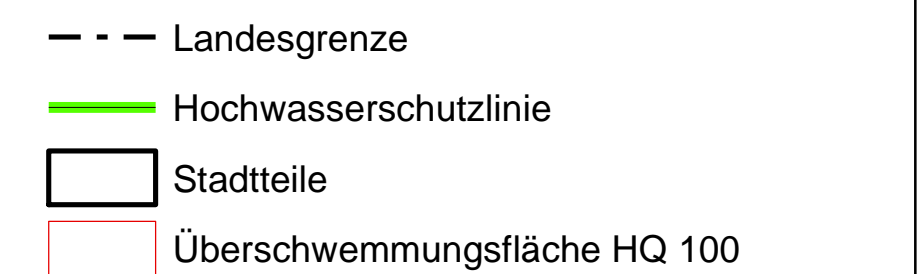 Landesgrenze
Hochwasserschutzlinie
Stadtteile
Überschwemmungsfläche HQ 100